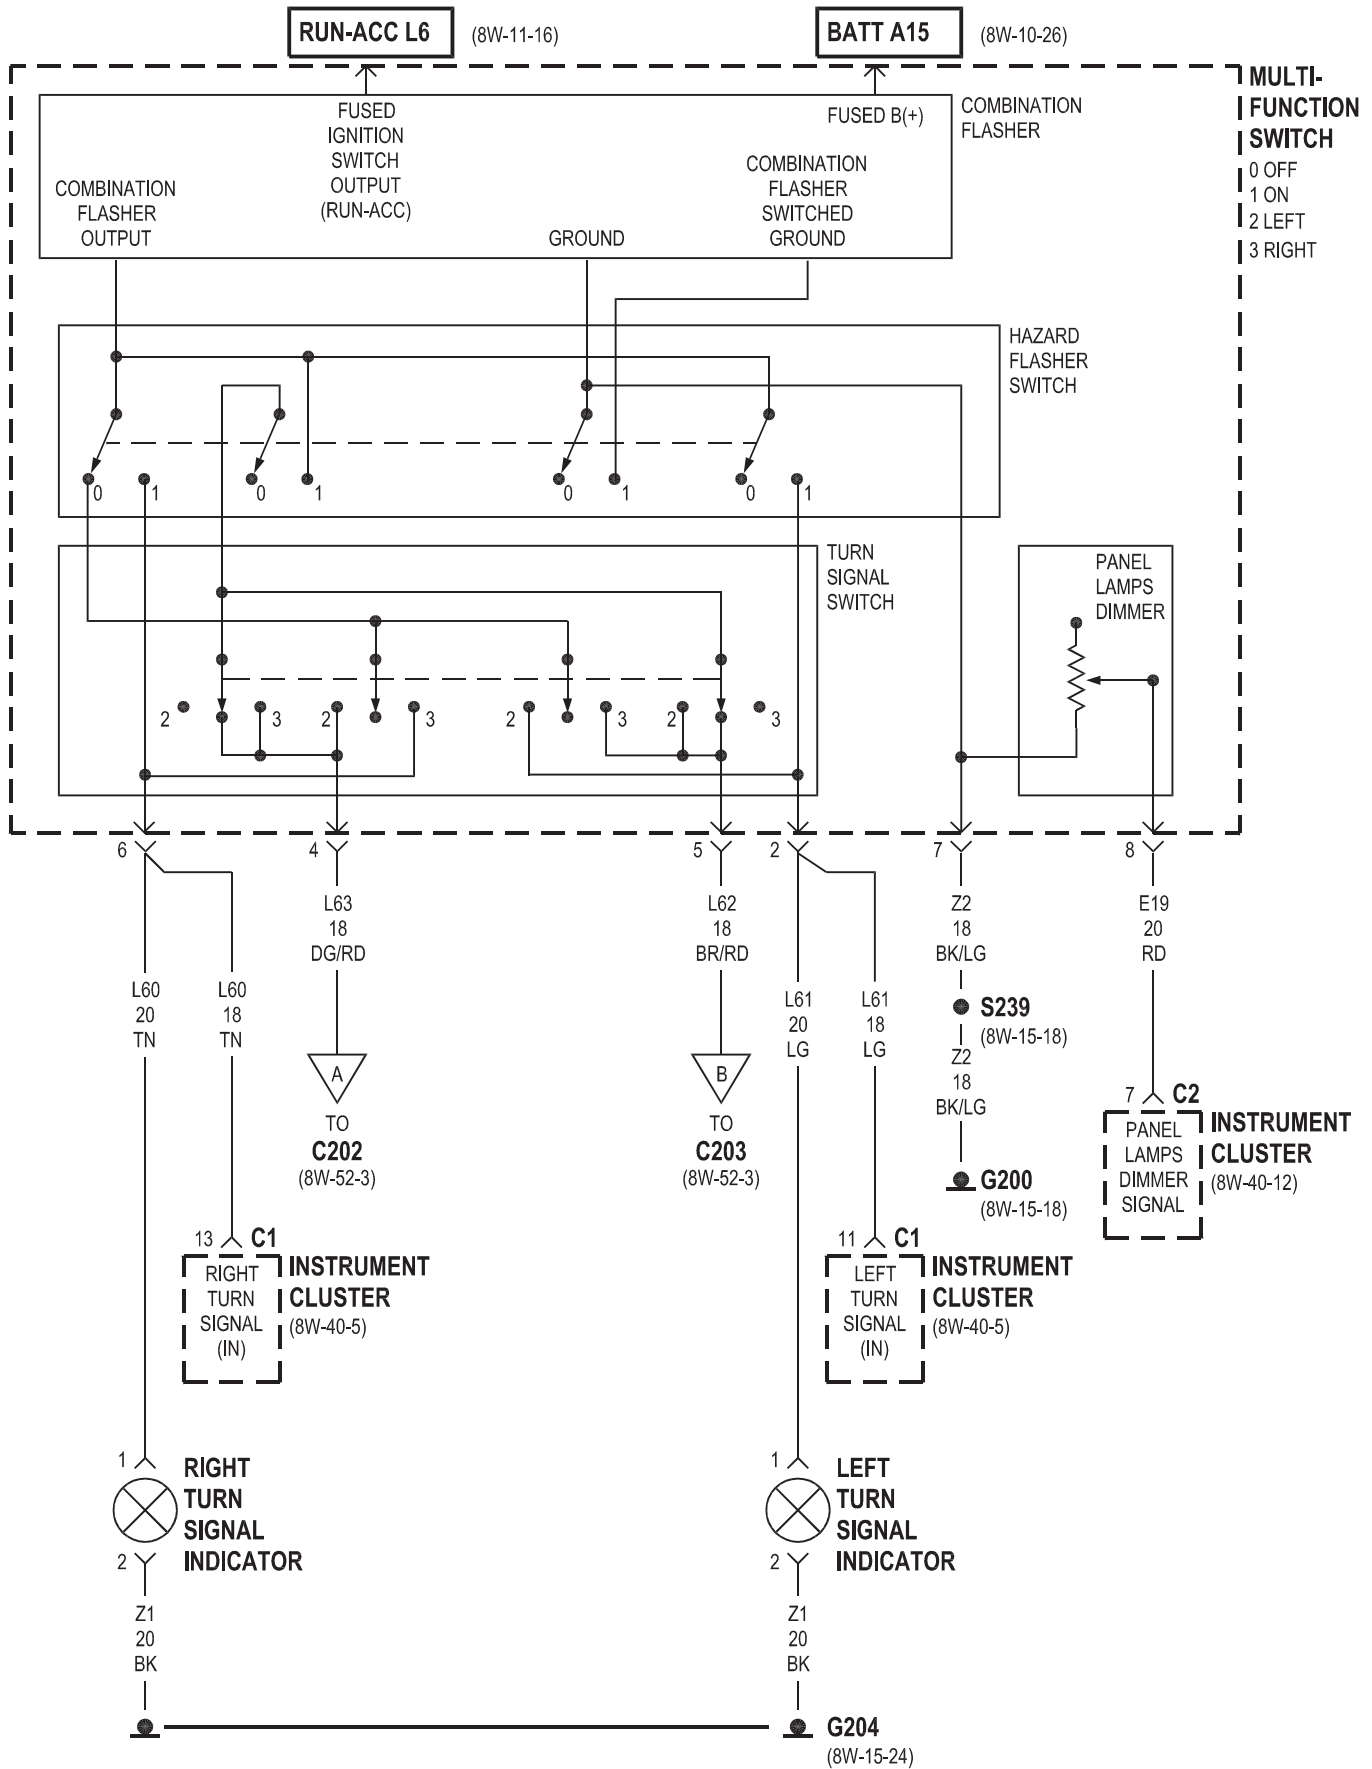 RUN-ACC L6
(8W-11-16)
BATT A15
(8W-10-26)
MULTI-
FUNCTION
SWITCH
0 OFF
1 ON
2 LEFT
3 RIGHT
COMBINATION
FLASHER
FUSED
IGNITION
SWITCH
OUTPUT
(RUN-ACC)
FUSED B(+)
COMBINATION
FLASHER
OUTPUT
GROUND
COMBINATION
FLASHER
SWITCHED
GROUND
HAZARD
FLASHER
SWITCH
0
1
0
1
0
1
0
1
TURN
SIGNAL
SWITCH
PANEL
LAMPS
DIMMER
2
3
2
3
2
3
2
3
6
4
5
2
7
8
L63
18
DG/RD
L62
18
BR/RD
Z2
18
BK/LG
E19
20
RD
L60
20
TN
L60
18
TN
L61
20
LG
L61
18
LG
S239
(8W-15-18)
Z2
18
BK/LG
A
TO
C202
(8W-52-3)
B
TO
C203
(8W-52-3)
G200
(8W-15-18)
7
C2
PANEL
LAMPS
DIMMER
SIGNAL
INSTRUMENT
CLUSTER
(8W-40-12)
13
C1
RIGHT
TURN
SIGNAL
(IN)
INSTRUMENT
CLUSTER
(8W-40-5)
11
C1
LEFT
TURN
SIGNAL
(IN)
INSTRUMENT
CLUSTER
(8W-40-5)
1
RIGHT
TURN
SIGNAL
INDICATOR
2
1
LEFT
TURN
SIGNAL
INDICATOR
2
Z1
20
BK
Z1
20
BK
G204
(8W-15-24)